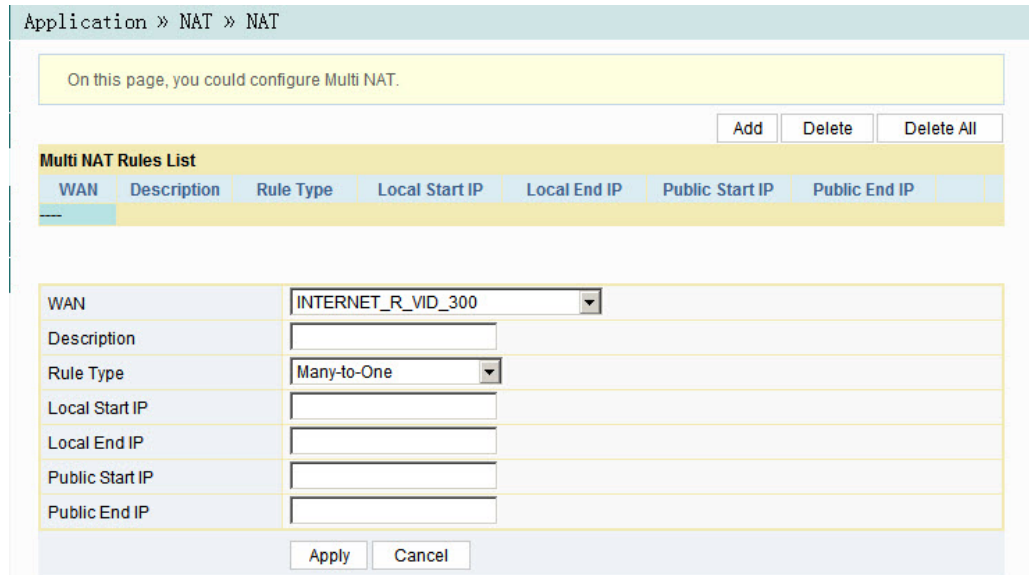 Application » NAT » NAT
On this page, you could configure Multi NAT.
Add Delete Delete All
Multi NAT Rules List
WAN Description Rule Type Local Start IP Local End IP Public Start IP Public End IP
----
WAN INTERNET_R_VID_300
Description
Rule Type Many-to-One
Local Start IP
Local End IP
Public Start IP
Public End IP
Apply Cancel